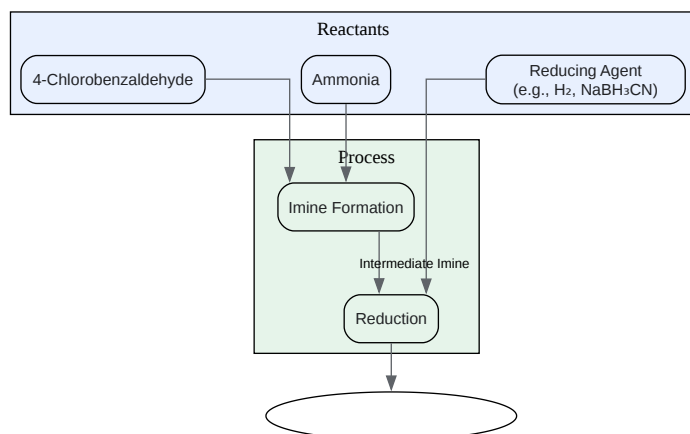 Reactants
4-Chlorobenzaldehyde
Ammonia
Reducing Agent
(e.g., H₂, NaBH₃CN)
Process
Imine Formation
Intermediate Imine
Reduction